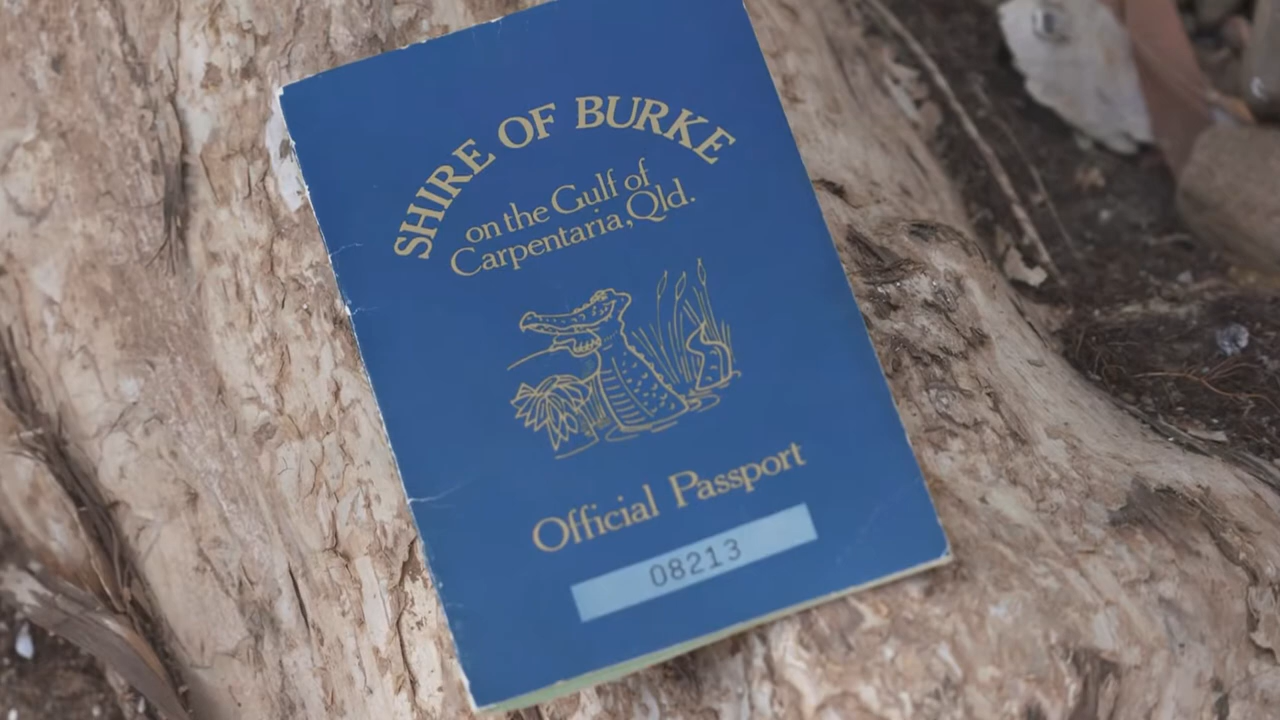 SHIRE OF BURKE
on the Gulf of
Carpentaria, Qld.
Official Passport
08213